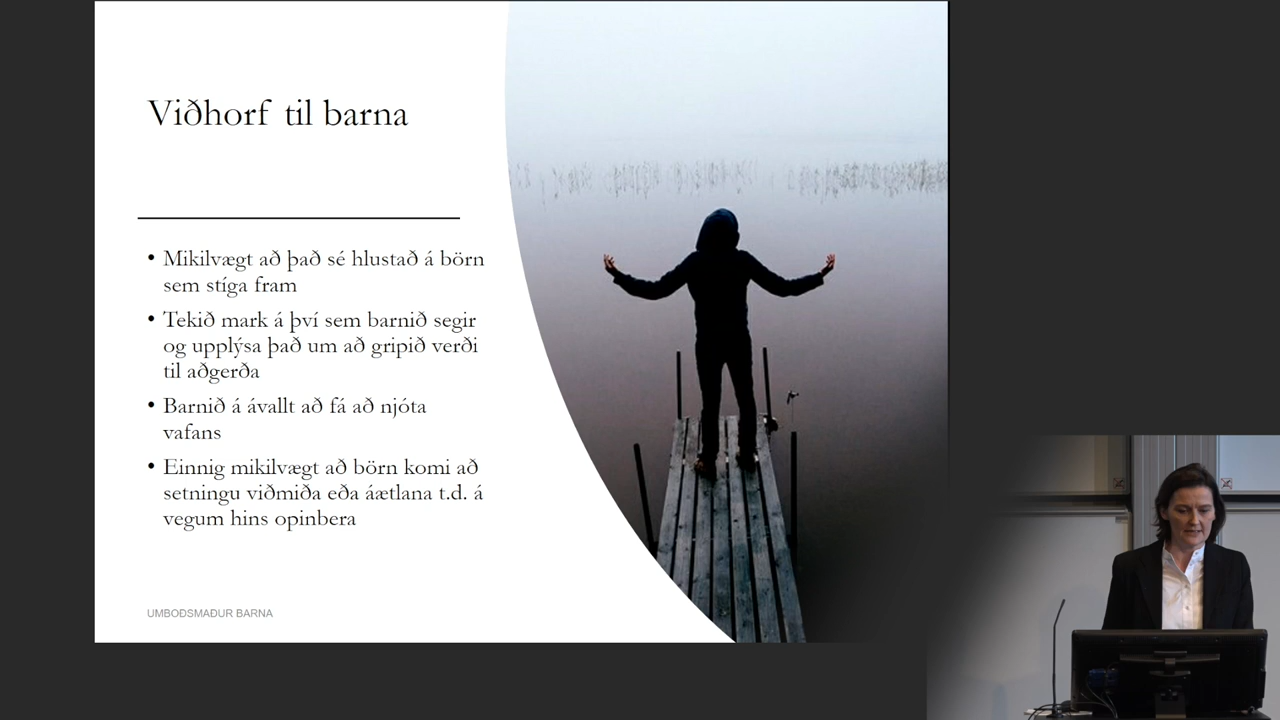 Viðhorf til barna
• Mikilvægt að það sé hlustað á börn
sem stíga fram
• Tekið mark á því sem barnið segir
og upplýsa það um að gripið verði
til aðgerða
• Barnið á ávallt að fá að njóta
vafans
• Einnig mikilvægt að börn komi að
setningu viðmiða eða áætlana t.d. á
vegum hins opinbera
UMBOÐSMAÐUR BARNA